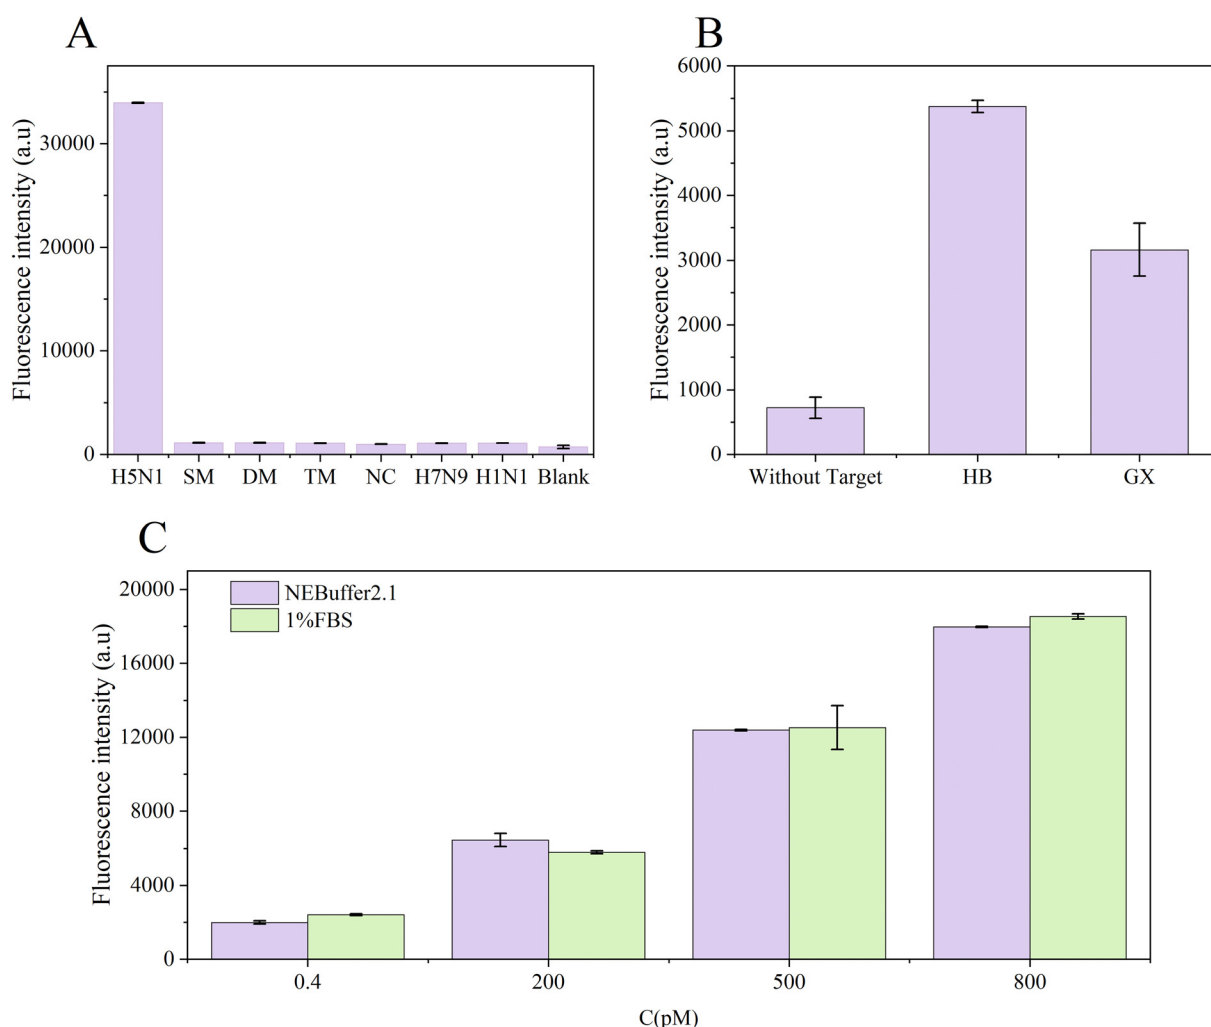 A
Fluorescence intensity (a.u)
30000
20000
10000
0
H5N1 SM DM TM NC H7N9 H1N1 Blank
B
Fluorescence intensity (a.u)
6000
5000
4000
3000
2000
1000
0
Without Target HB GX
C
Fluorescence intensity (a.u)
20000
16000
12000
8000
4000
0
NEBuffer2.1
1%FBS
0.4 200 500 800
C(pM)